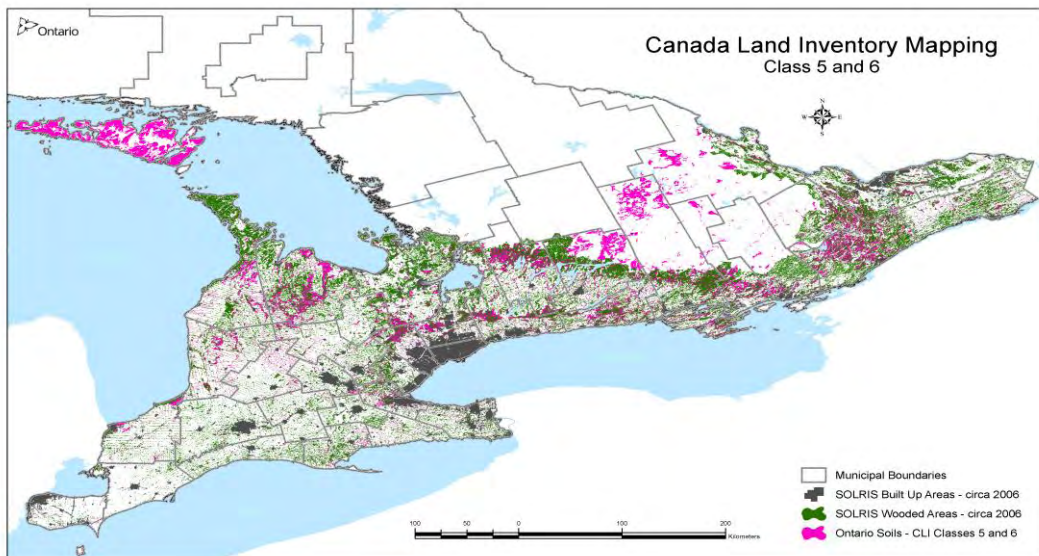 Ontario
Canada Land Inventory Mapping
Class 5 and 6
N
W E
S
Municipal Boundaries
SOLRIS Built Up Areas - circa 2006
SOLRIS Wooded Areas - circa 2006
Ontario Soils - CLI Classes 5 and 6
100 50 0 100 200
Kilometers